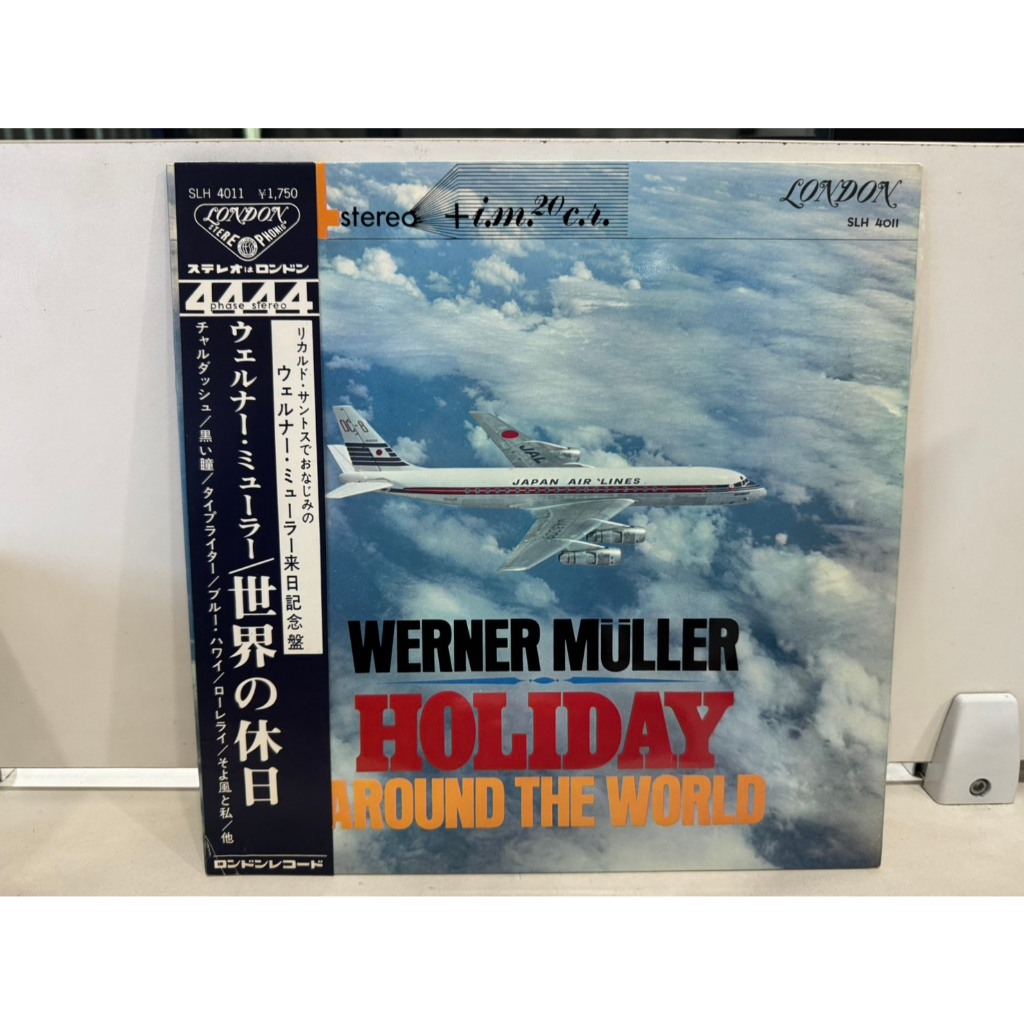 SLH 4011 ¥1,750
LONDON
STEREOPHONIC
ステレオはロンドン
4444
phase stereo
リカルド・サントスでおなじみの
ウェルナー・ミューラー来日記念盤
ウェルナー・ミューラー/世界の休日
チャルダッシュ/黒い瞳/タイプライター/ブルー・ハワイ/ローレライ/そよ風と私/他
ロンドンレコード
stereo +i.m.20c.r.
LONDON
SLH 4011
DC-8
JAL
JAPAN AIR LINES
WERNER MÜLLER
HOLIDAY
AROUND THE WORLD